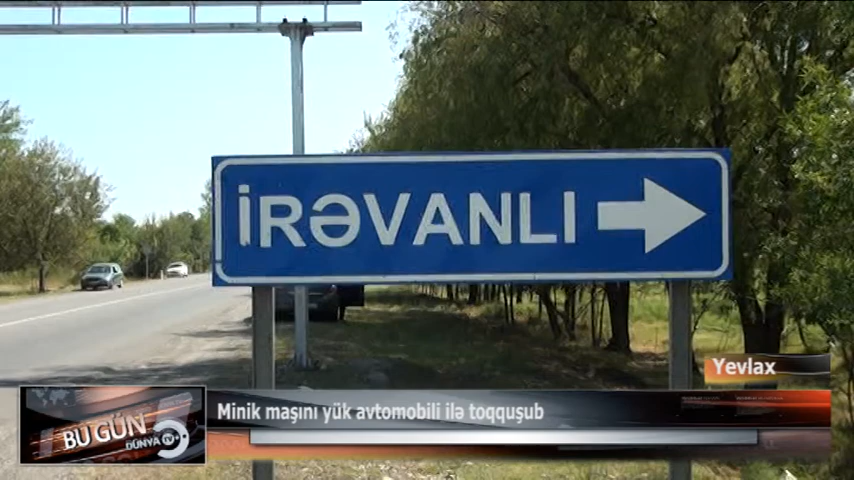 İRƏVANLI
Yevlax
Minik maşını yük avtomobili ilə toqquşub
BU GÜN
DÜNYA TV